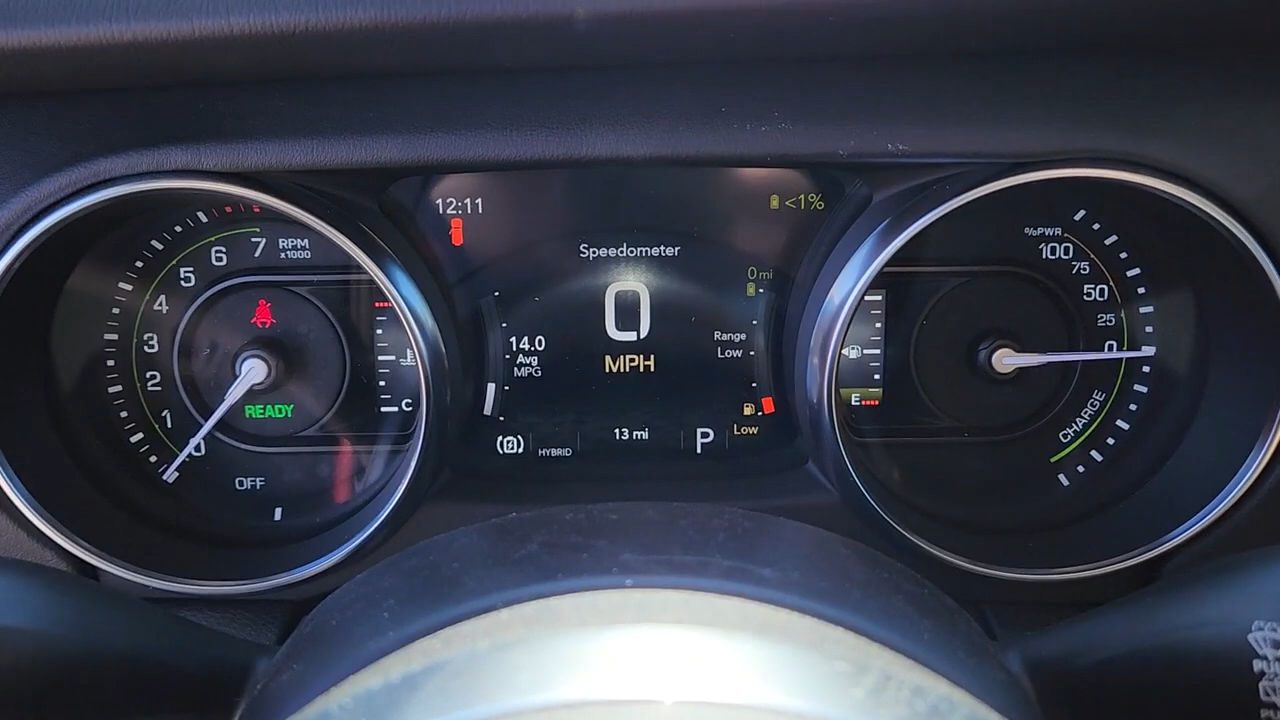 12:11
<1%
Speedometer
0 mi
0
MPH
14.0
Avg
MPG
Range
Low
Low
HYBRID
13 mi
P
7
6
5
4
3
2
1
0
RPM
x1000
READY
OFF
C
E
%PWR
100
75
50
25
0
CHARGE